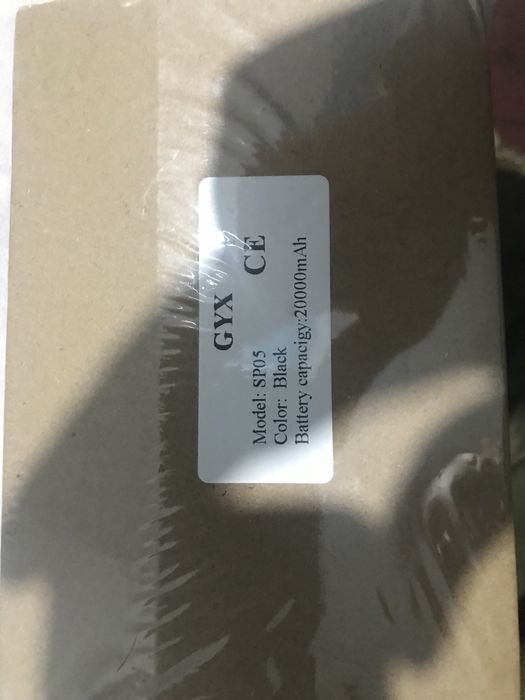 GYX CE
Model: SP05
Color: Black
Battery capacigy:20000mAh